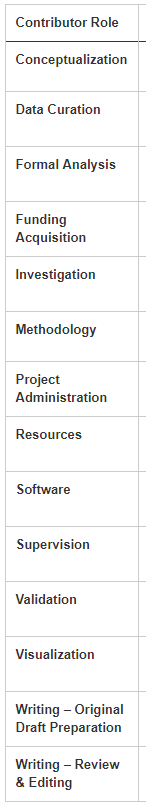 Contributor Role
Conceptualization
Data Curation
Formal Analysis
Funding
Acquisition
Investigation
Methodology
Project
Administration
Resources
Software
Supervision
Validation
Visualization
Writing – Original
Draft Preparation
Writing – Review
& Editing